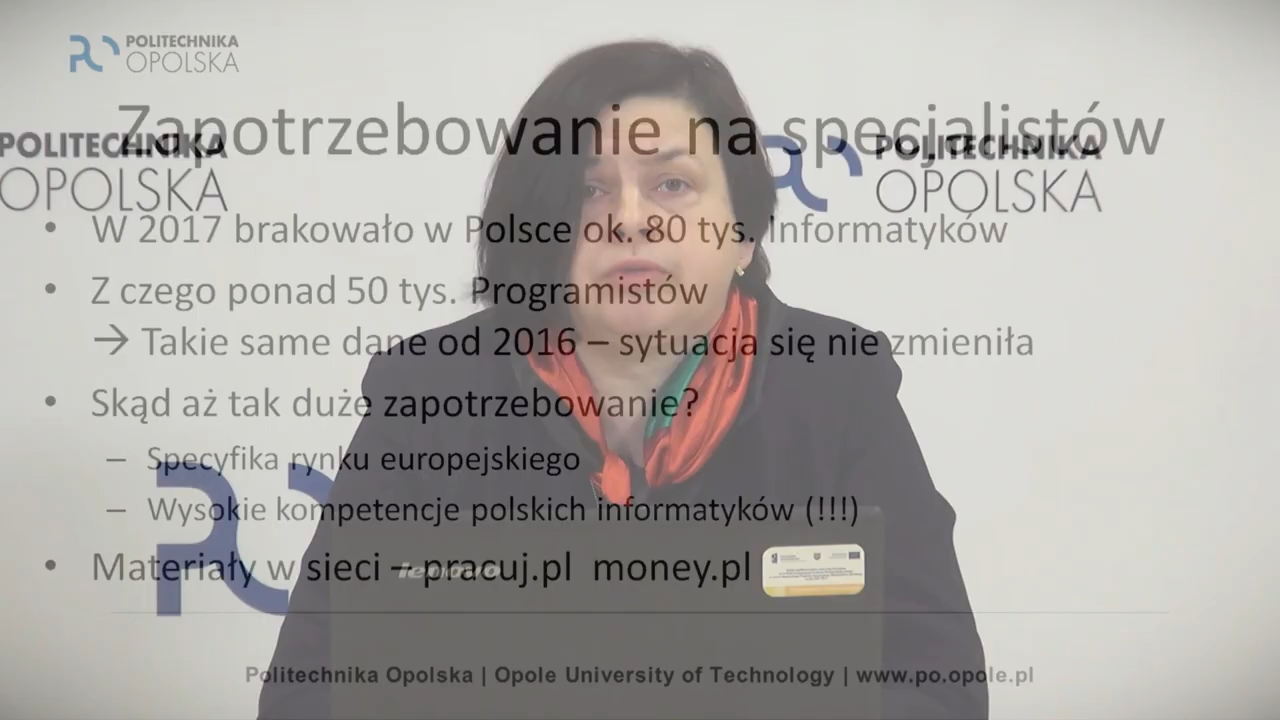 POLITECHNIKA
OPOLSKA
Zapotrzebowanie na specjalistów
POLITECHNIKA
OPOLSKA
POLITECHNIKA
OPOLSKA
• W 2017 brakowało w Polsce ok. 80 tys. Informatyków
• Z czego ponad 50 tys. Programistów
→ Takie same dane od 2016 – sytuacja się nie zmieniła
• Skąd aż tak duże zapotrzebowanie?
– Specyfika rynku europejskiego
– Wysokie kompetencje polskich informatyków (!!!)
• Materiały w sieci – pracuj.pl money.pl
lenovo
Politechnika Opolska | Opole University of Technology | www.po.opole.pl